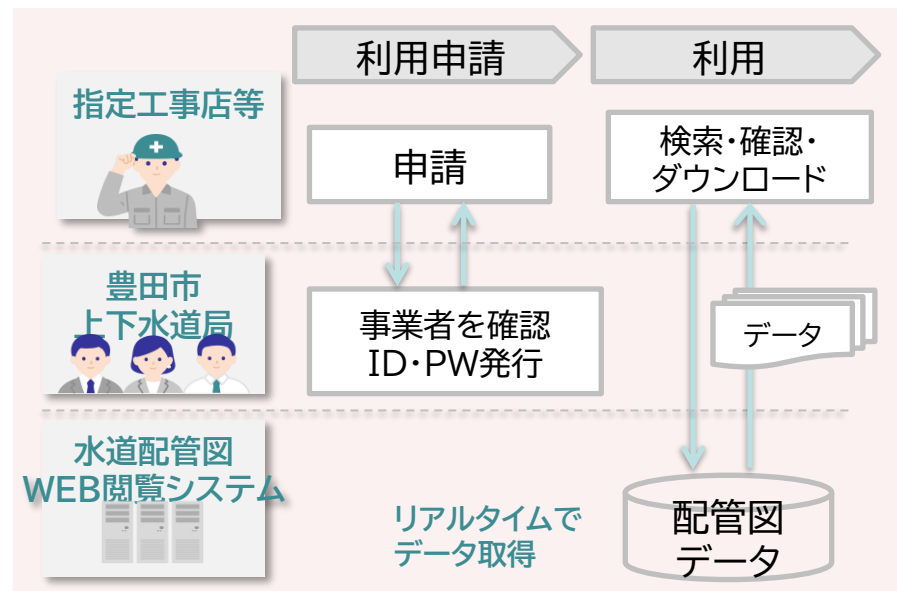 利用申請
利用
指定工事店等
申請
検索・確認・
ダウンロード
豊田市
上下水道局
事業者を確認
ID・PW発行
データ
水道配管図
WEB閲覧システム
リアルタイムで
データ取得
配管図
データ